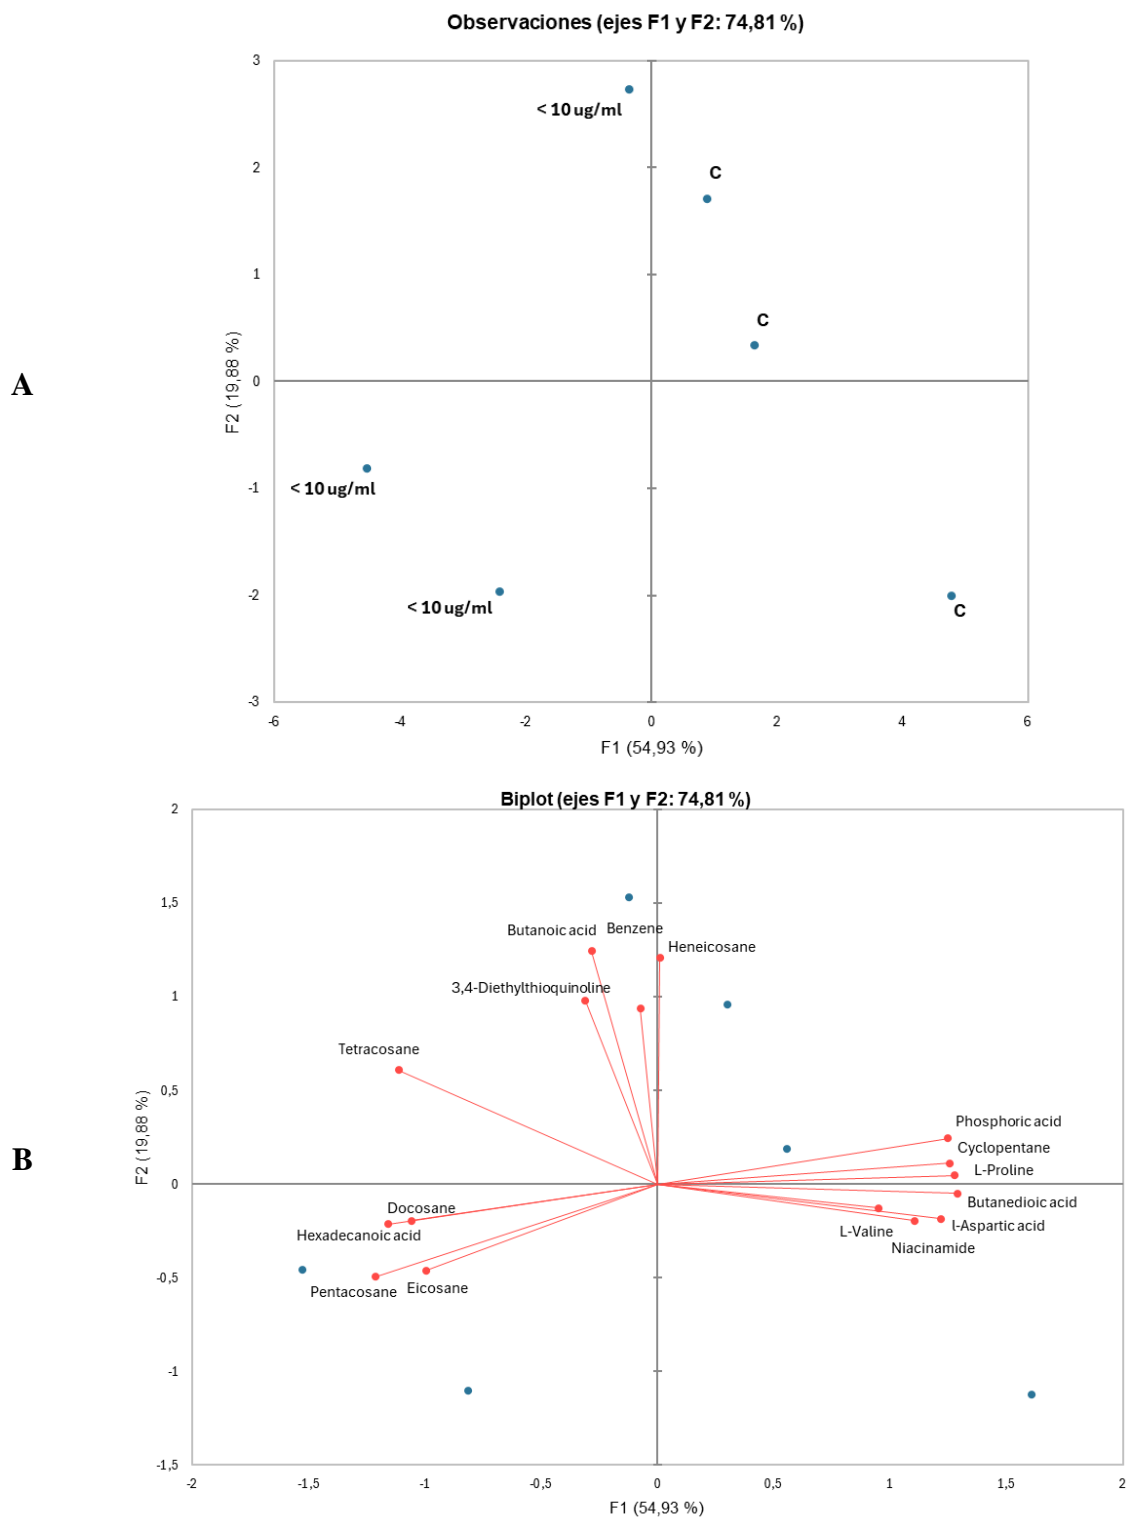 Observaciones (ejes F1 y F2: 74,81 %)
3
2
1
0
-1
-2
-3
F2 (19,88 %)
< 10 ug/ml
C
C
A
< 10 ug/ml
< 10 ug/ml
C
-6
-4
-2
0
2
4
6
F1 (54,93 %)
Biplot (ejes F1 y F2: 74,81 %)
2
1,5
1
0,5
0
-0,5
-1
-1,5
F2 (19,88 %)
Butanoic acid
Benzene
Heneicosane
3,4-Diethylthioquinoline
Tetracosane
Phosphoric acid
Cyclopentane
L-Proline
B
Butanedioic acid
Docosane
l-Aspartic acid
L-Valine
Hexadecanoic acid
Niacinamide
Pentacosane
Eicosane
-2
-1,5
-1
-0,5
0
0,5
1
1,5
2
F1 (54,93 %)